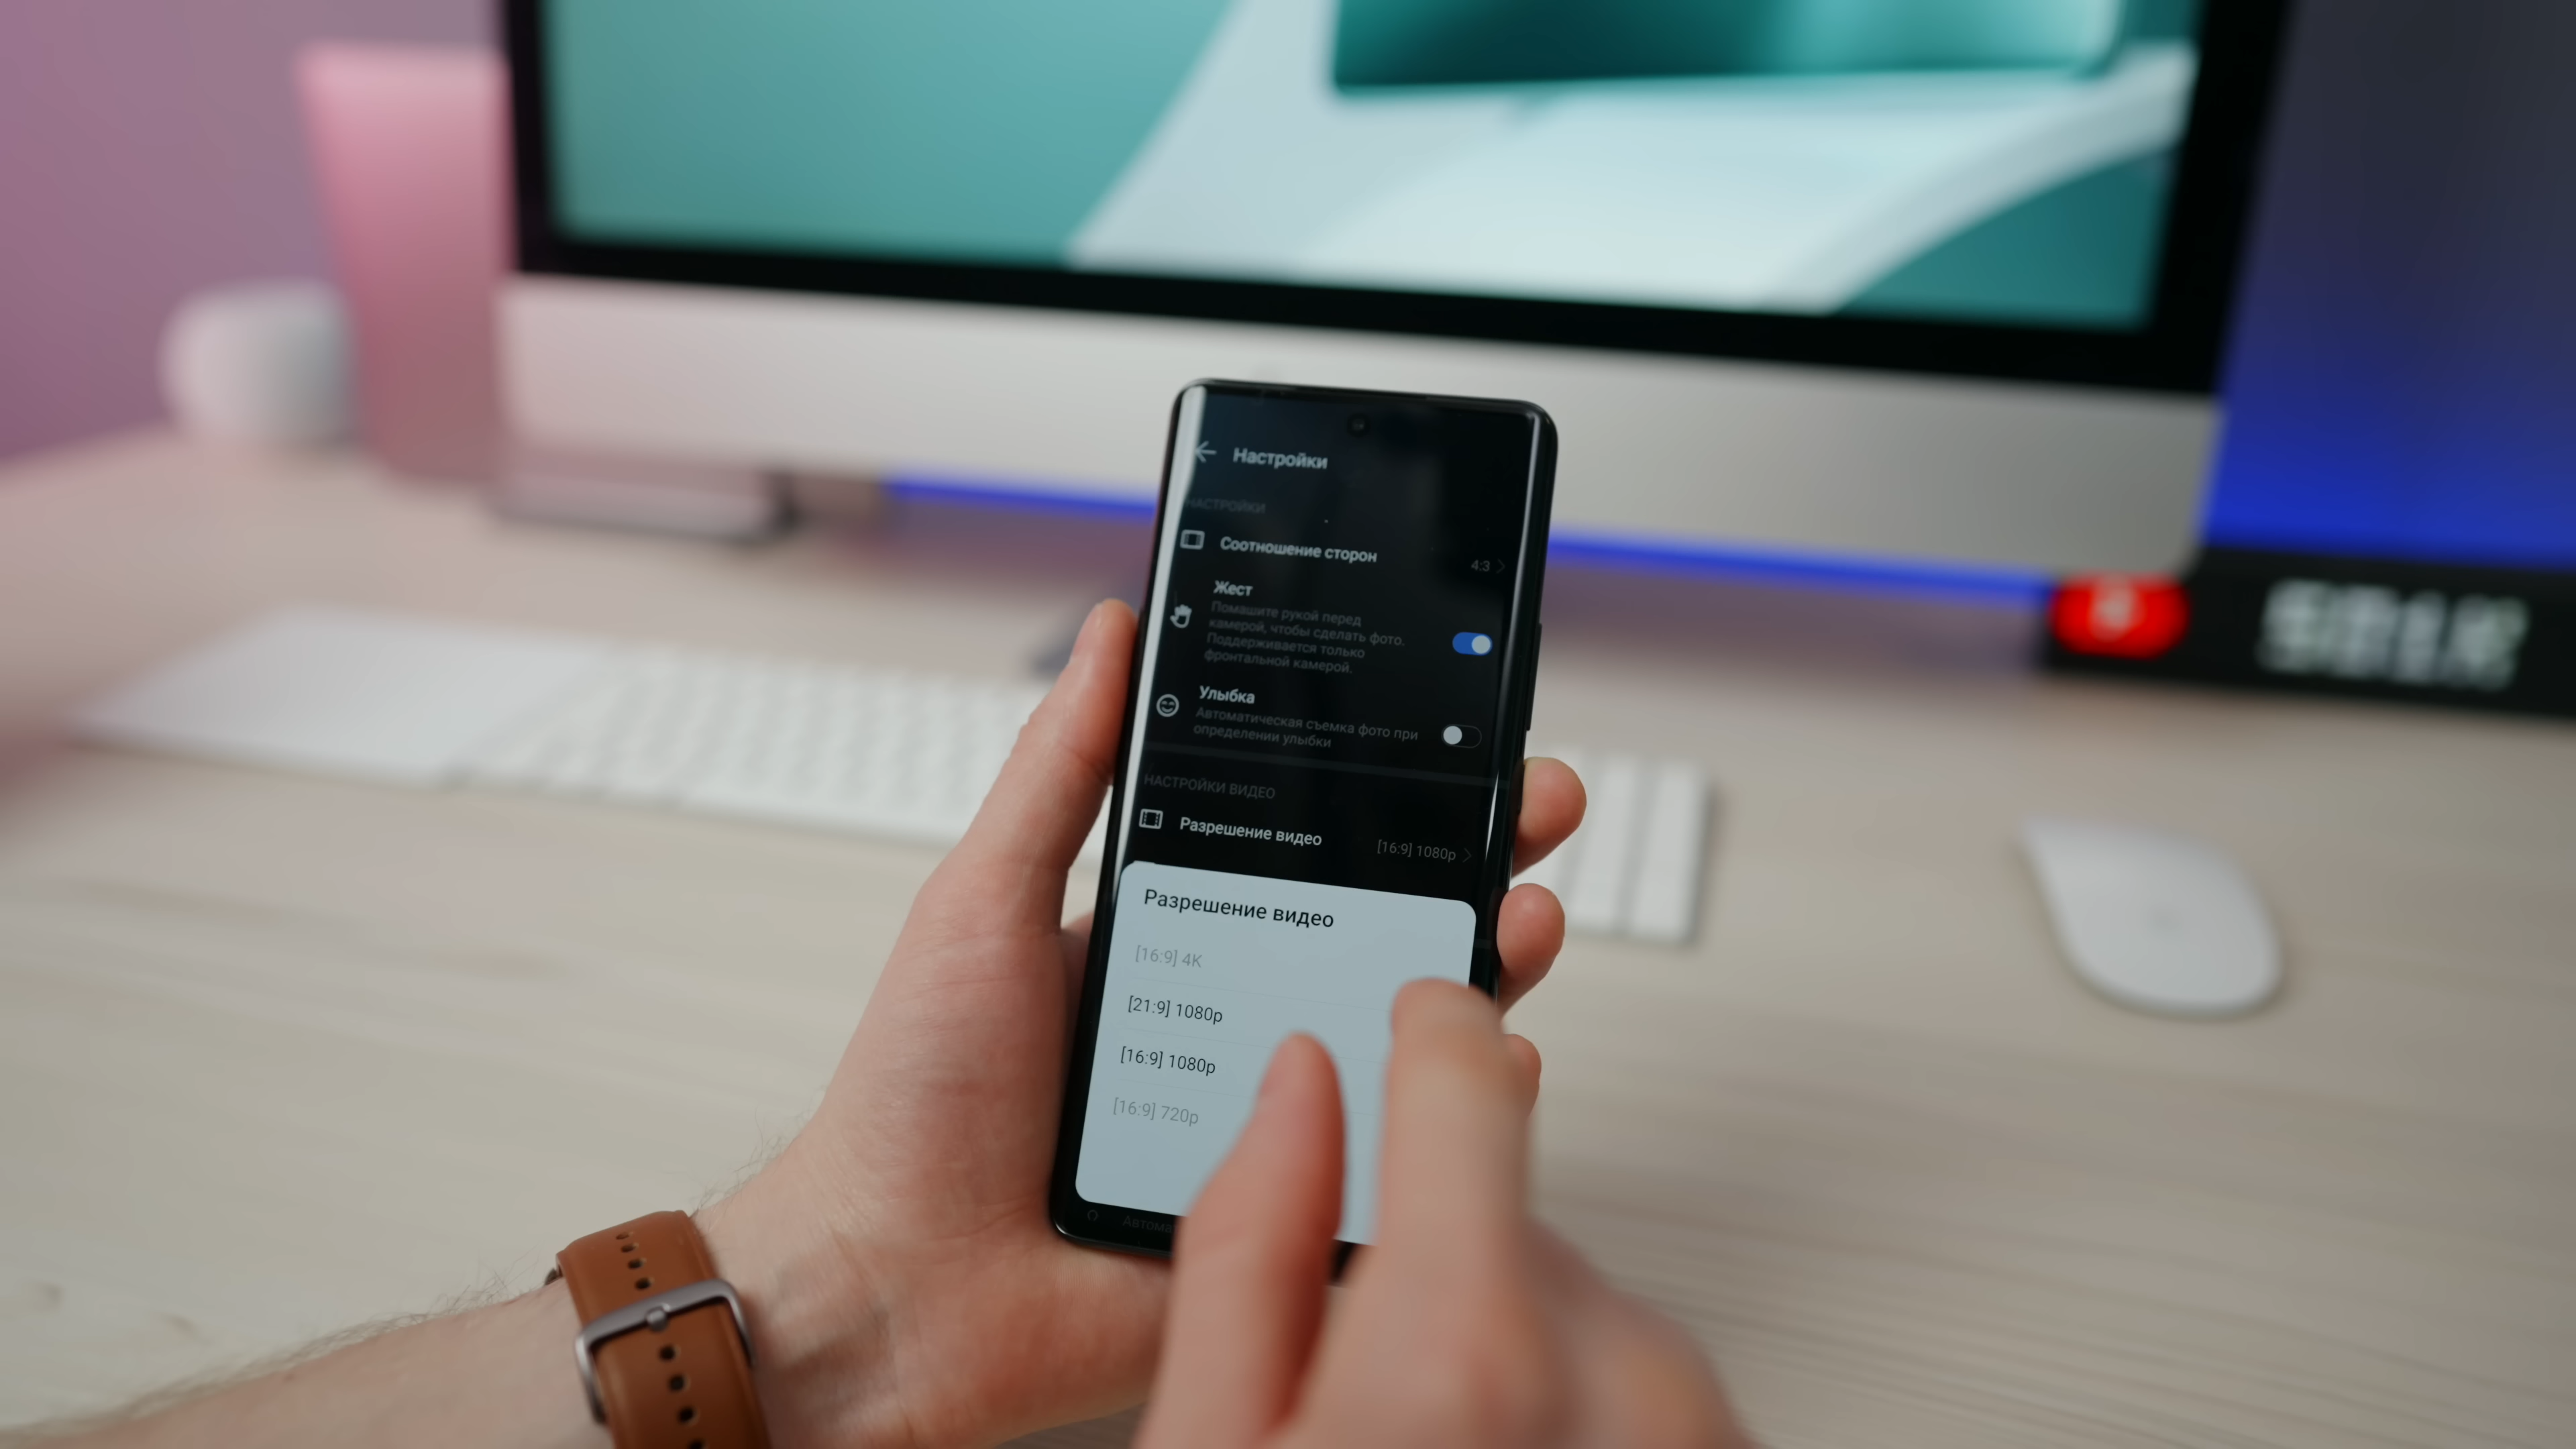 Настройки
НАСТРОЙКИ
Соотношение сторон
4:3
Жест
Помашите рукой перед
камерой, чтобы сделать фото.
Поддерживается только
фронтальной камерой.
Улыбка
Автоматическая съемка фото при
определении улыбки
НАСТРОЙКИ ВИДЕО
Разрешение видео
[16:9] 1080p
Разрешение видео
[16:9] 4K
[21:9] 1080p
[16:9] 1080p
[16:9] 720p